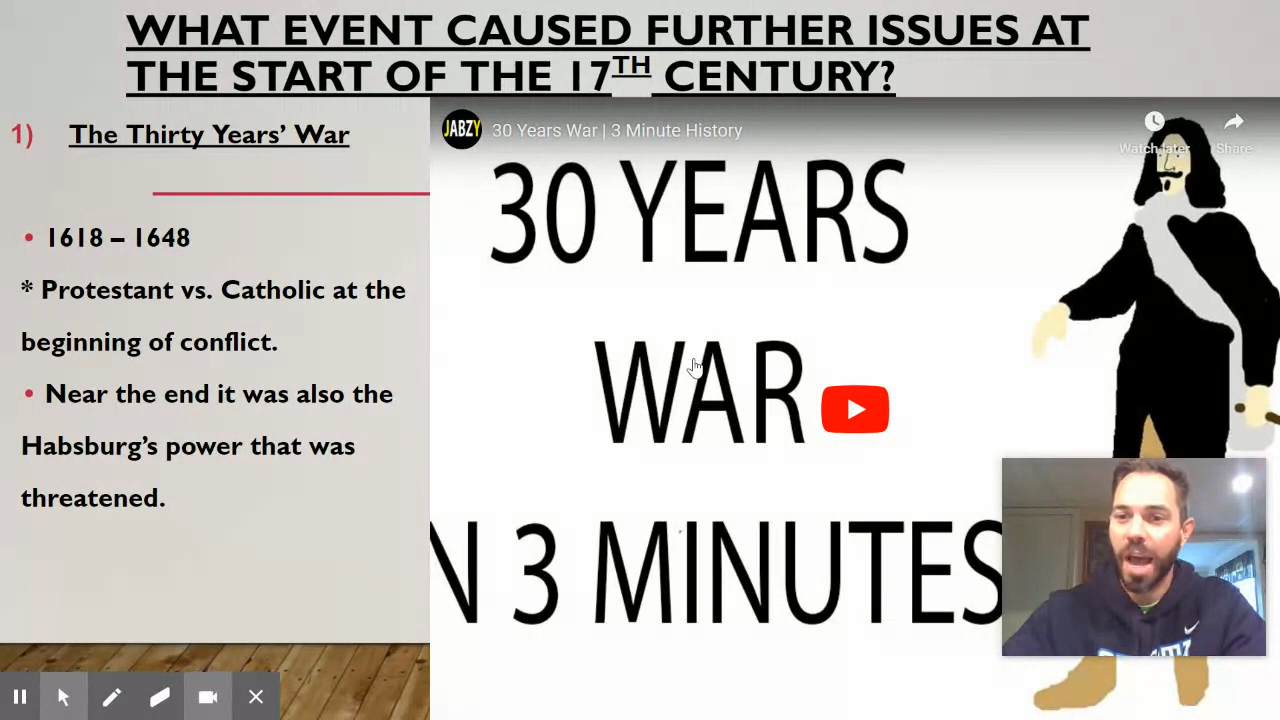 WHAT EVENT CAUSED FURTHER ISSUES AT
THE START OF THE 17TH CENTURY?
1) The Thirty Years’ War
• 1618 – 1648
* Protestant vs. Catholic at the
beginning of conflict.
• Near the end it was also the
Habsburg’s power that was
threatened.
JABZY
30 Years War | 3 Minute History
Watch later
Share
30 YEARS
WAR
N 3 MINUTES